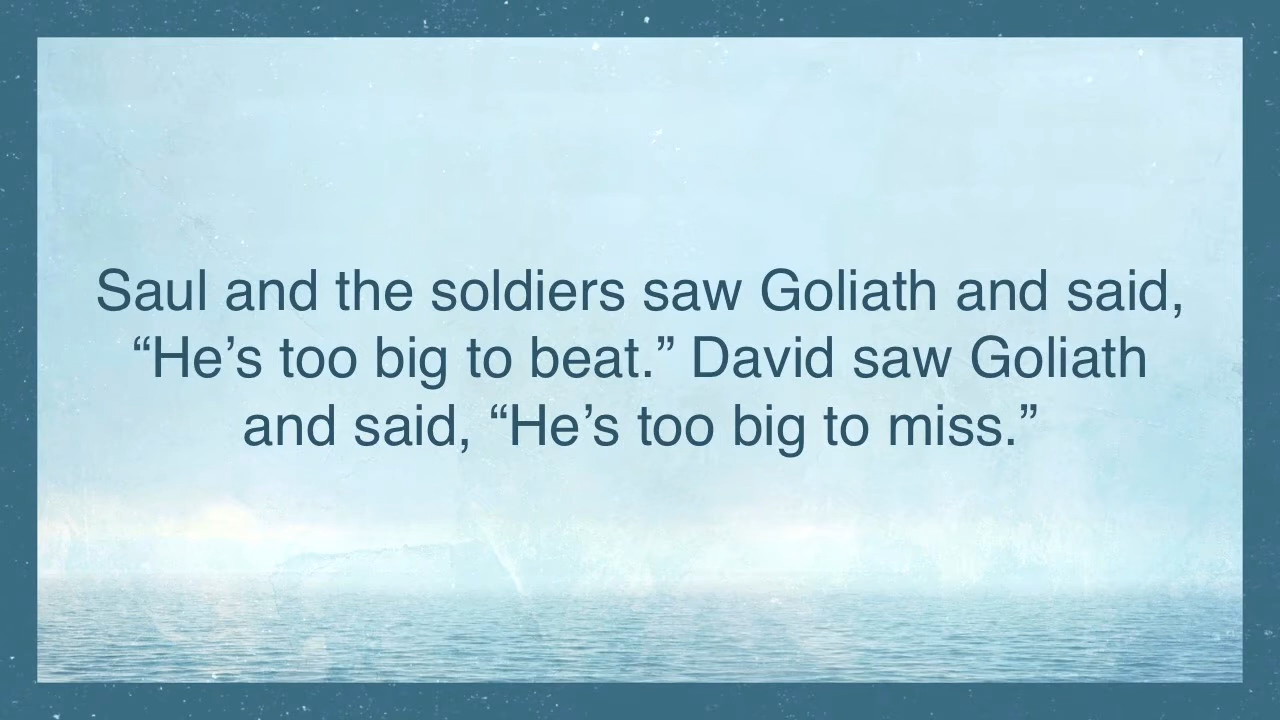 Saul and the soldiers saw Goliath and said,
“He’s too big to beat.” David saw Goliath
and said, “He’s too big to miss.”